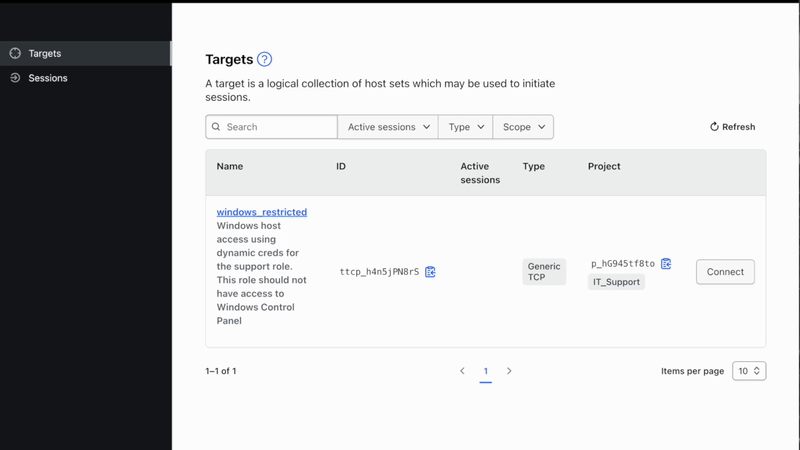 Targets
Sessions
Targets ?
A target is a logical collection of host sets which may be used to initiate
sessions.
Search
Active sessions
Type
Scope
Refresh
Name
ID
Active
sessions
Type
Project
windows_restricted
Windows host
access using
dynamic creds for
the support role.
This role should not
have access to
Windows Control
Panel
ttcp_h4n5jPN8rS
Generic
TCP
p_hG945tf8to
IT_Support
Connect
1–1 of 1
1
Items per page
10